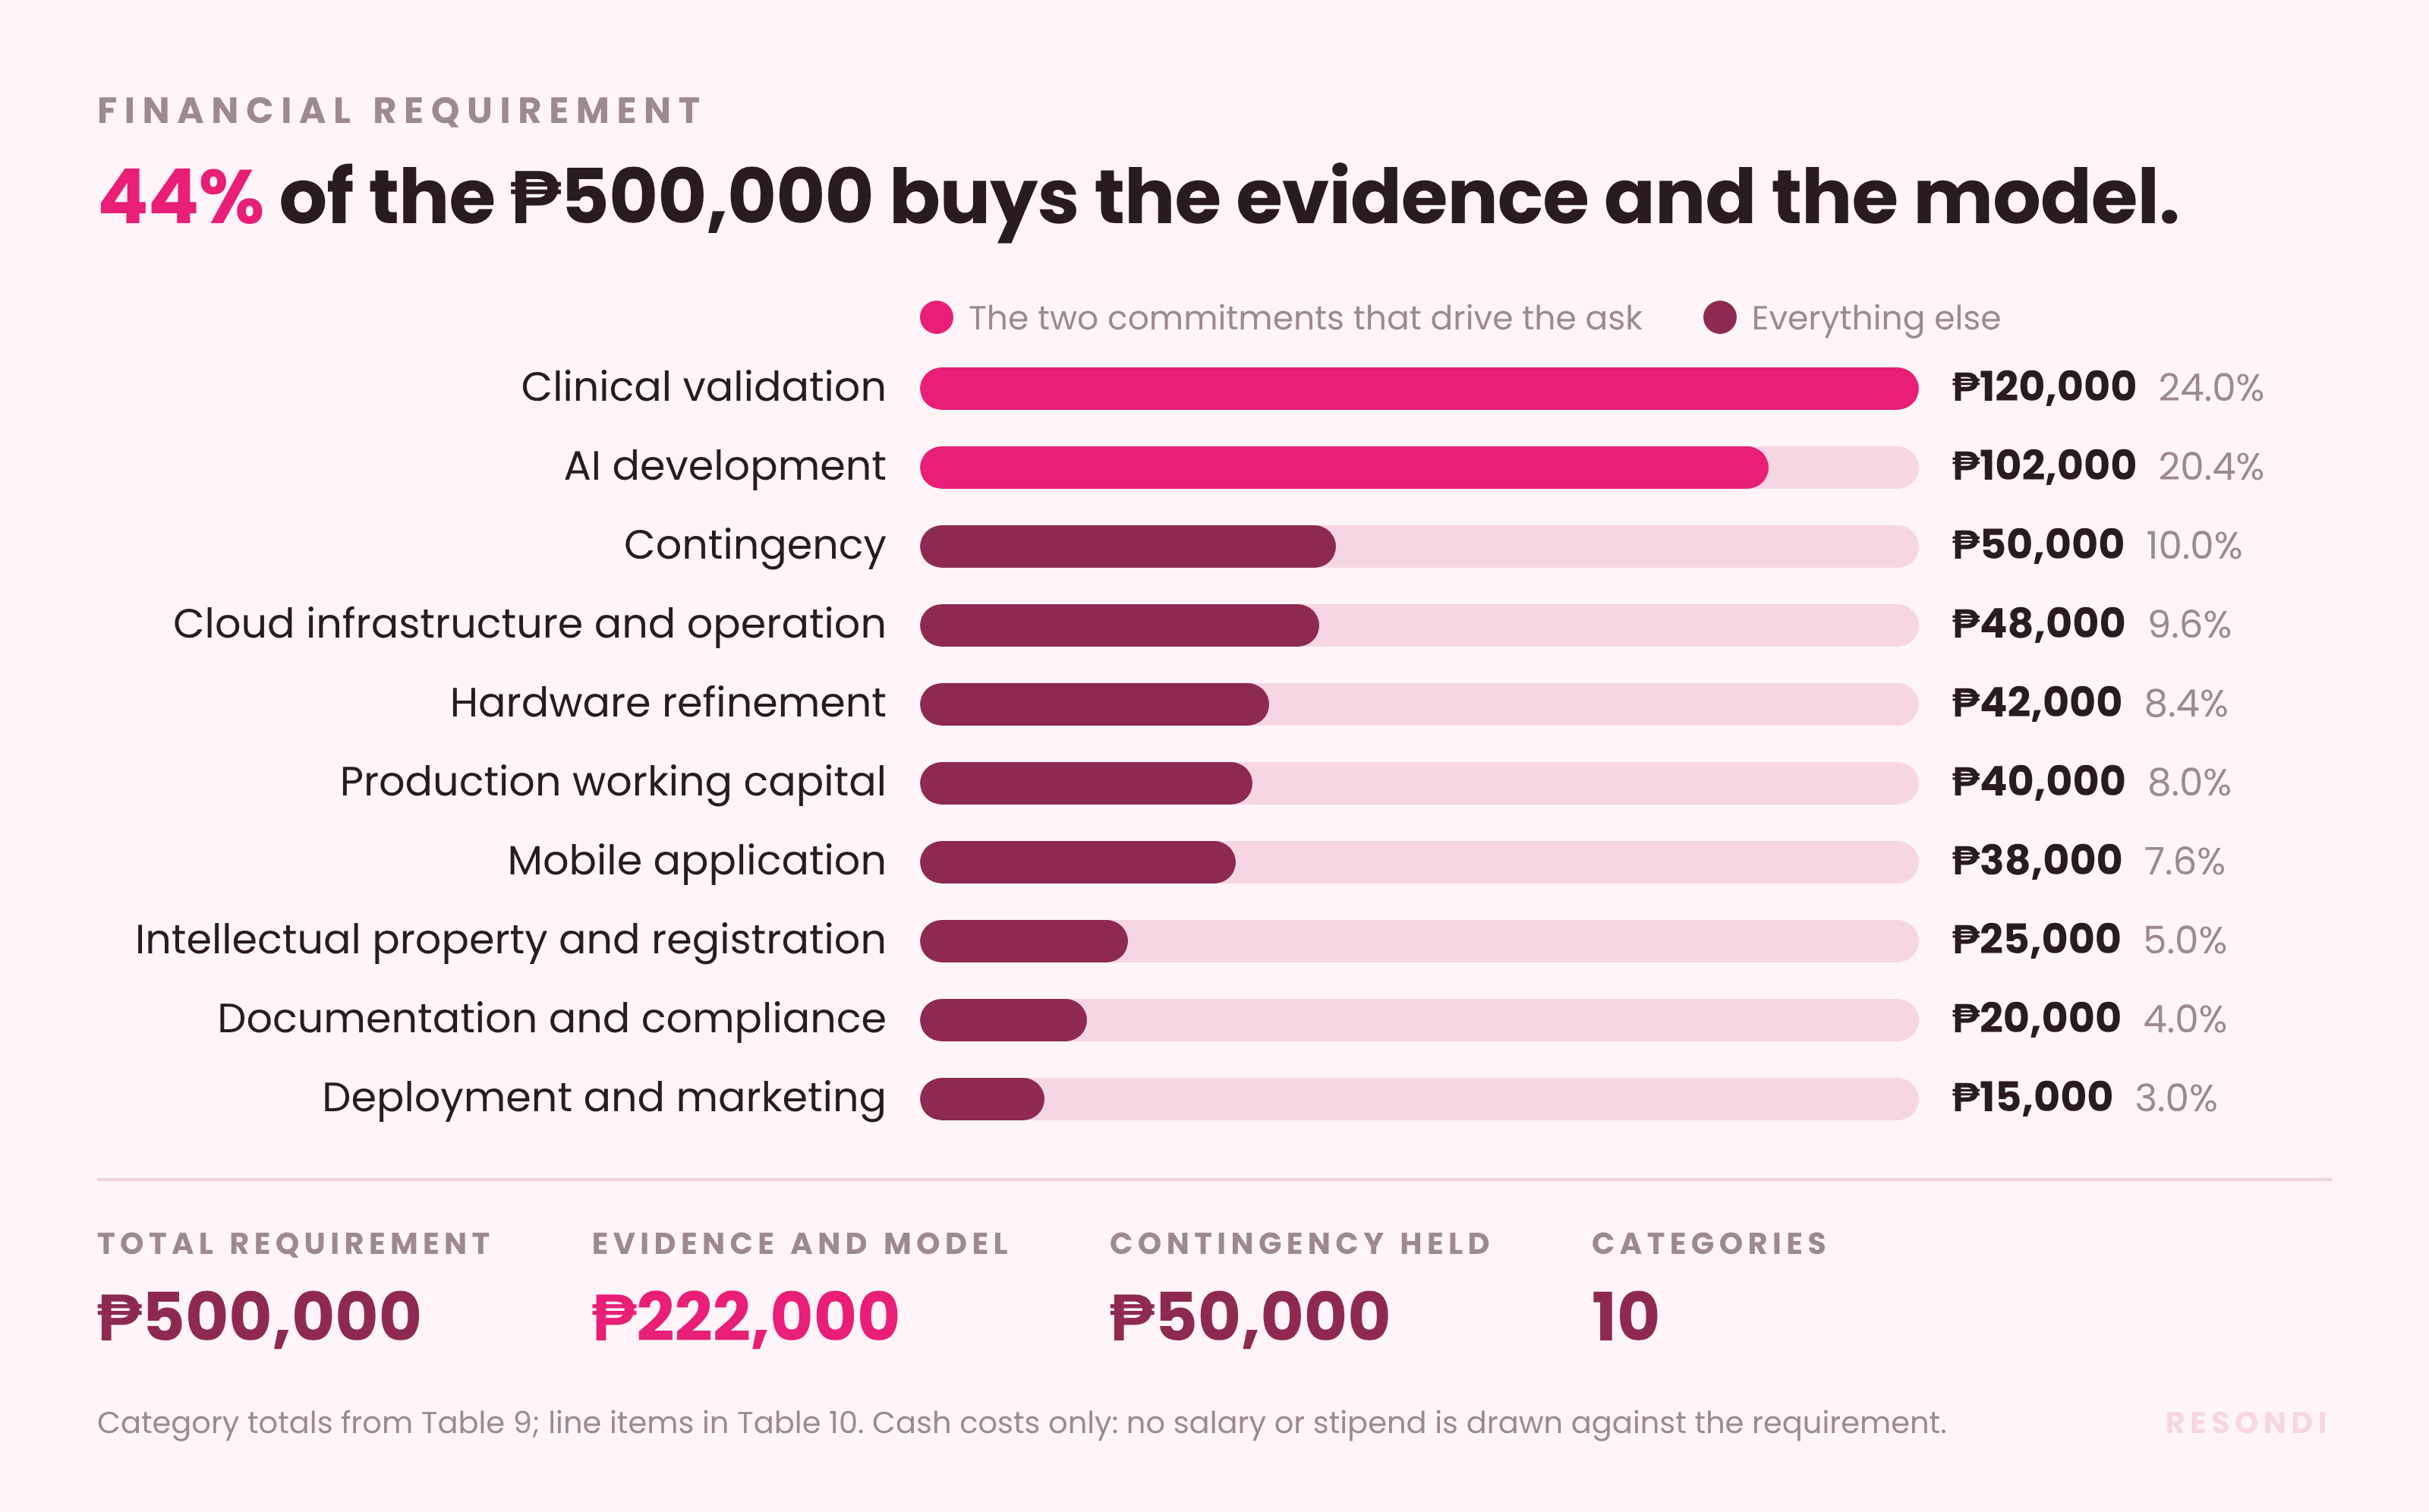 FINANCIAL REQUIREMENT
44% of the ₱500,000 buys the evidence and the model.
The two commitments that drive the ask Everything else
Clinical validation ₱120,000 24.0%
AI development ₱102,000 20.4%
Contingency ₱50,000 10.0%
Cloud infrastructure and operation ₱48,000 9.6%
Hardware refinement ₱42,000 8.4%
Production working capital ₱40,000 8.0%
Mobile application ₱38,000 7.6%
Intellectual property and registration ₱25,000 5.0%
Documentation and compliance ₱20,000 4.0%
Deployment and marketing ₱15,000 3.0%
TOTAL REQUIREMENT EVIDENCE AND MODEL CONTINGENCY HELD CATEGORIES
₱500,000 ₱222,000 ₱50,000 10
Category totals from Table 9; line items in Table 10. Cash costs only: no salary or stipend is drawn against the requirement. RESONDI